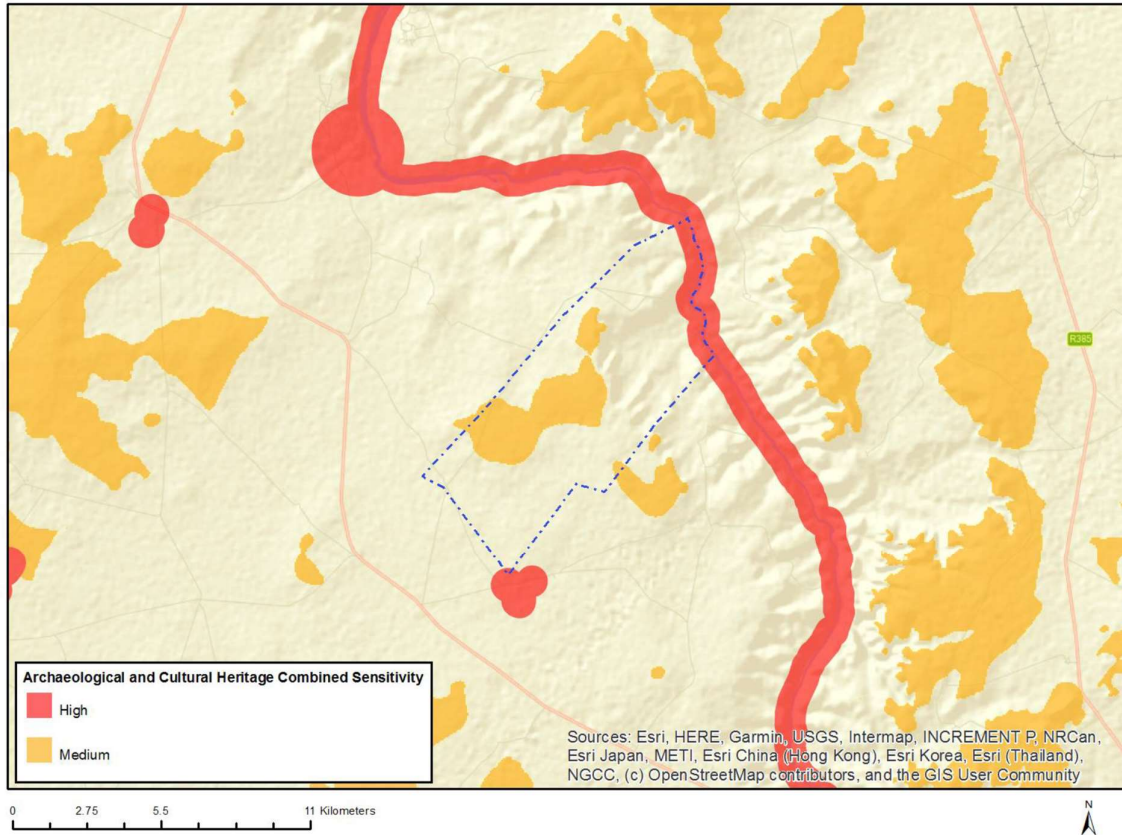 R385
Archaeological and Cultural Heritage Combined Sensitivity
High
Medium
Sources: Esri, HERE, Garmin, USGS, Intermap, INCREMENT P, NRCan,
Esri Japan, METI, Esri China (Hong Kong), Esri Korea, Esri (Thailand),
NGCC, (c) OpenStreetMap contributors, and the GIS User Community
0 2.75 5.5 11 Kilometers
N